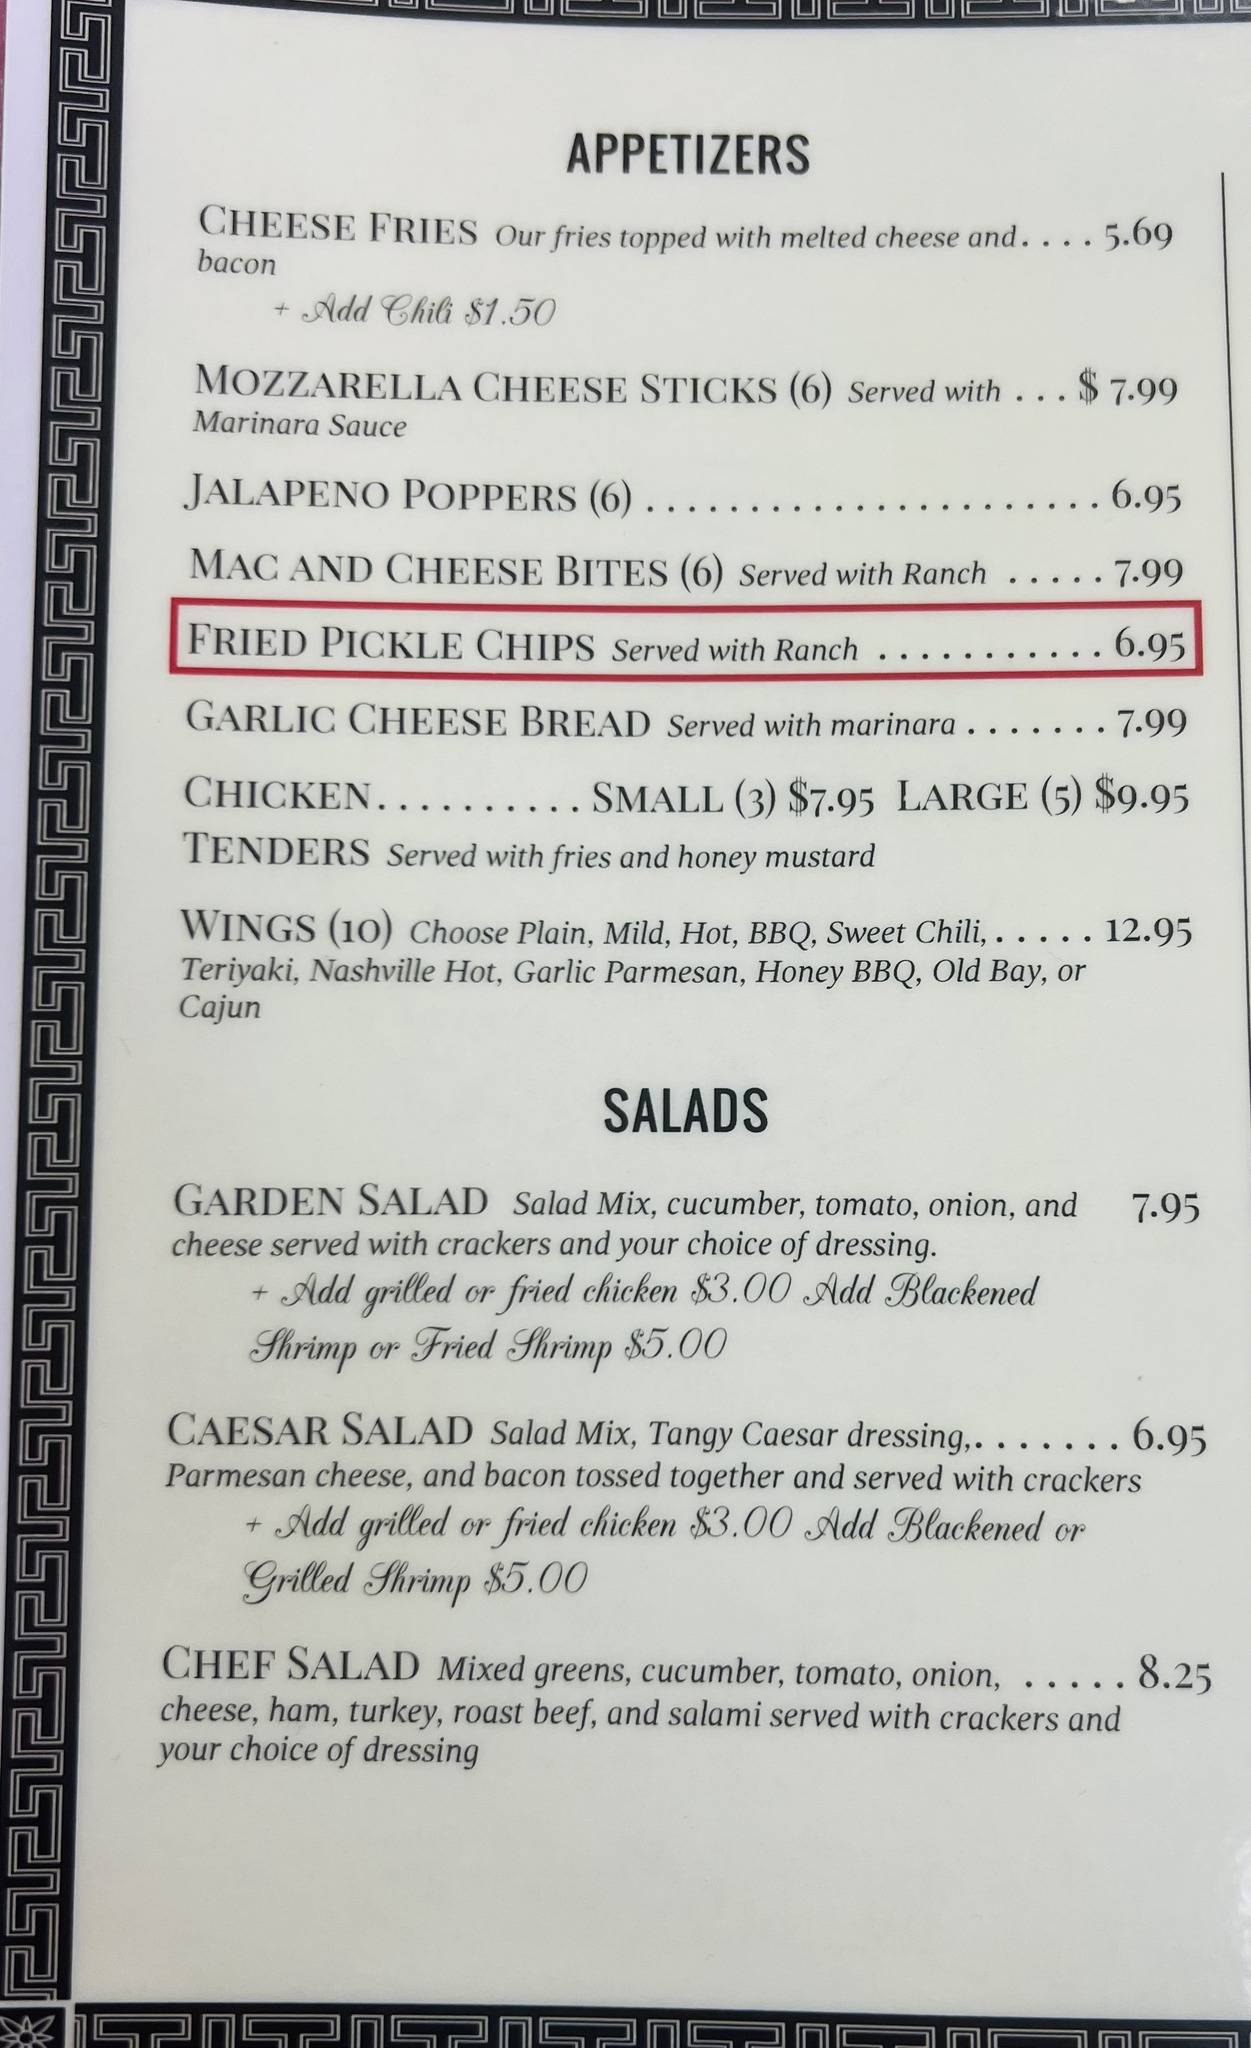 APPETIZERS
CHEESE FRIES Our fries topped with melted cheese and. . . . 5.69
bacon
+ Add Chili $1.50
MOZZARELLA CHEESE STICKS (6) Served with . . . $ 7.99
Marinara Sauce
JALAPENO POPPERS (6) . . . . . . . . . . . . . . . . . . . . . . 6.95
MAC AND CHEESE BITES (6) Served with Ranch . . . . . 7.99
FRIED PICKLE CHIPS Served with Ranch . . . . . . . . . . . 6.95
GARLIC CHEESE BREAD Served with marinara . . . . . . . 7.99
CHICKEN. . . . . . . . . . SMALL (3) $7.95 LARGE (5) $9.95
TENDERS Served with fries and honey mustard
WINGS (10) Choose Plain, Mild, Hot, BBQ, Sweet Chili, . . . . . 12.95
Teriyaki, Nashville Hot, Garlic Parmesan, Honey BBQ, Old Bay, or
Cajun
SALADS
GARDEN SALAD Salad Mix, cucumber, tomato, onion, and 7.95
cheese served with crackers and your choice of dressing.
+ Add grilled or fried chicken $3.00 Add Blackened
Shrimp or Fried Shrimp $5.00
CAESAR SALAD Salad Mix, Tangy Caesar dressing,. . . . . . . 6.95
Parmesan cheese, and bacon tossed together and served with crackers
+ Add grilled or fried chicken $3.00 Add Blackened or
Grilled Shrimp $5.00
CHEF SALAD Mixed greens, cucumber, tomato, onion, . . . . . 8.25
cheese, ham, turkey, roast beef, and salami served with crackers and
your choice of dressing